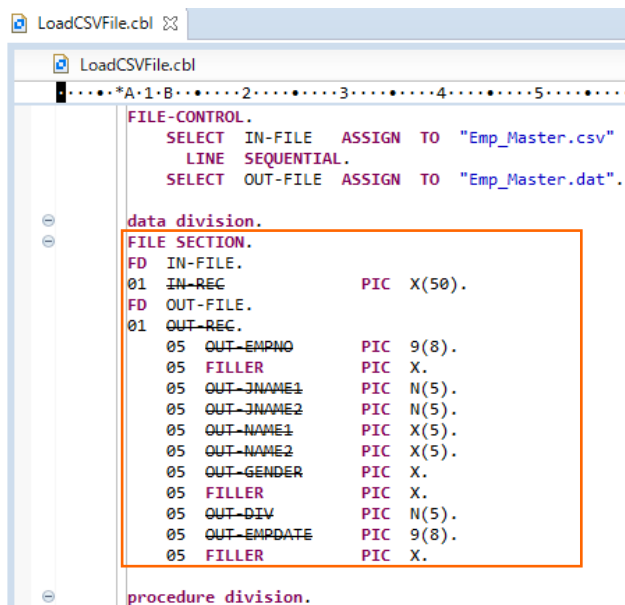 LoadCSVFile.cbl
LoadCSVFile.cbl
····•·*A·1·B··•····2····•····3····•····4····•····5····•····
FILE-CONTROL.
SELECT IN-FILE ASSIGN TO "Emp_Master.csv"
LINE SEQUENTIAL.
SELECT OUT-FILE ASSIGN TO "Emp_Master.dat".
data division.
FILE SECTION.
FD IN-FILE.
01 IN-REC PIC X(50).
FD OUT-FILE.
01 OUT-REC.
05 OUT-EMPNO PIC 9(8).
05 FILLER PIC X.
05 OUT-JNAME1 PIC N(5).
05 OUT-JNAME2 PIC N(5).
05 OUT-NAME1 PIC X(5).
05 OUT-NAME2 PIC X(5).
05 OUT-GENDER PIC X.
05 FILLER PIC X.
05 OUT-DIV PIC N(5).
05 OUT-EMPDATE PIC 9(8).
05 FILLER PIC X.
procedure division.